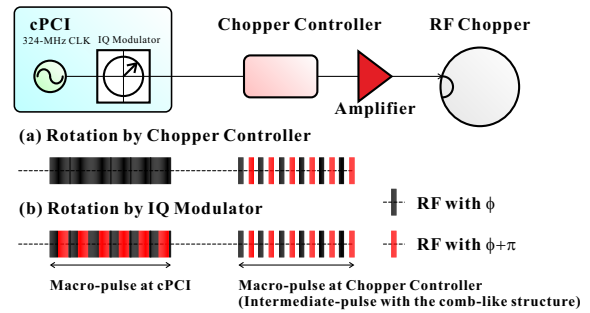 cPCI
324-MHz CLK
IQ Modulator
Chopper Controller
RF Chopper
Amplifier
(a) Rotation by Chopper Controller
(b) Rotation by IQ Modulator
RF with ϕ
RF with ϕ+π
Macro-pulse at cPCI
Macro-pulse at Chopper Controller
(Intermediate-pulse with the comb-like structure)